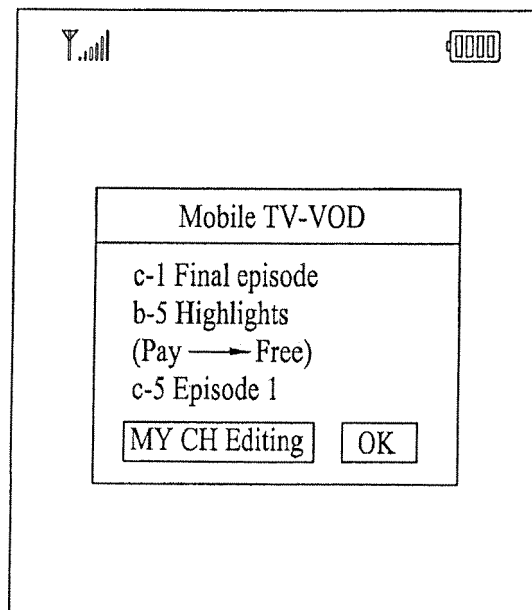 Mobile TV-VOD
c-1 Final episode
b-5 Highlights
(Pay → Free)
c-5 Episode 1
MY CH Editing OK